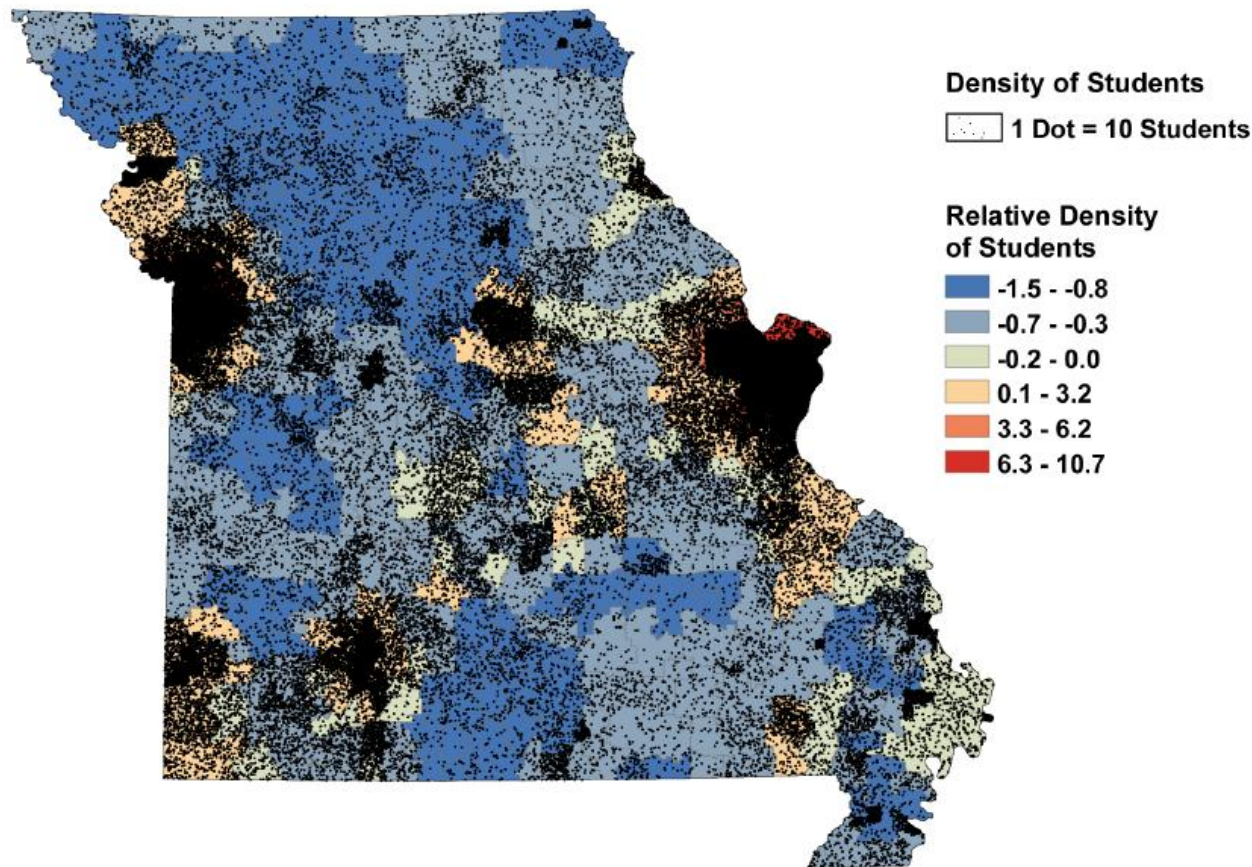 Density of Students
1 Dot = 10 Students
Relative Density
of Students
-1.5 - -0.8
-0.7 - -0.3
-0.2 - 0.0
0.1 - 3.2
3.3 - 6.2
6.3 - 10.7